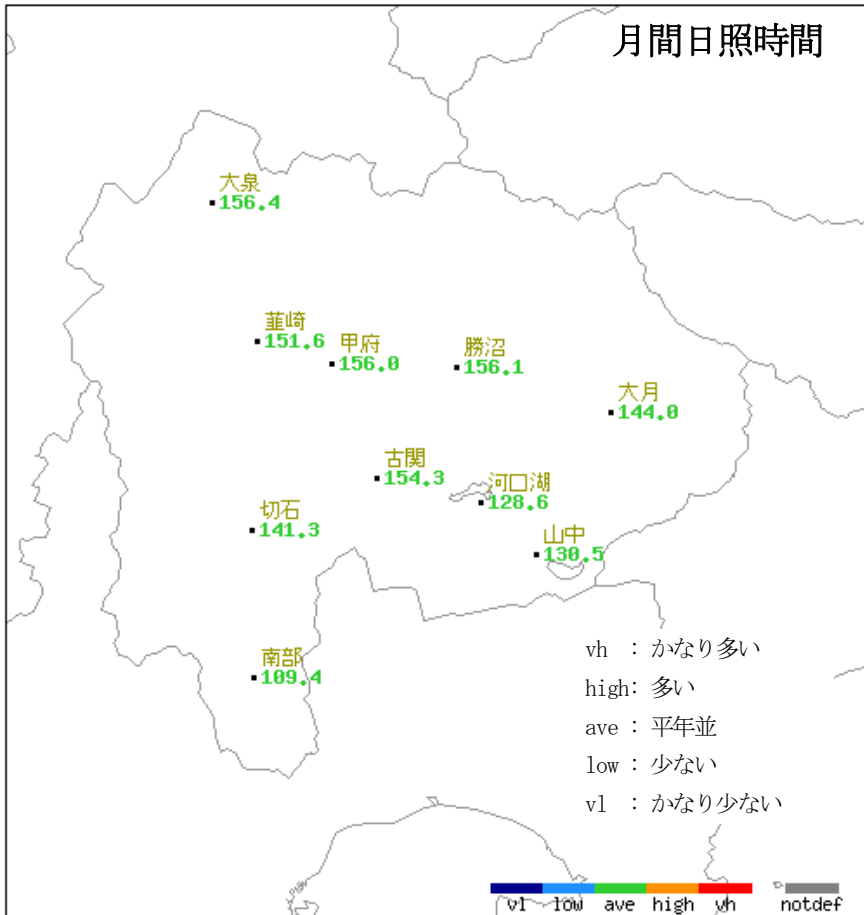 月間日照時間
大泉
156.4
韮崎
151.6
甲府
156.0
勝沼
156.1
大月
144.0
古関
154.3
河口湖
128.6
切石
141.3
山中
130.5
南部
109.4
vh : かなり多い
high: 多い
ave : 平年並
low : 少ない
vl : かなり少ない
vl low ave high vh notdef